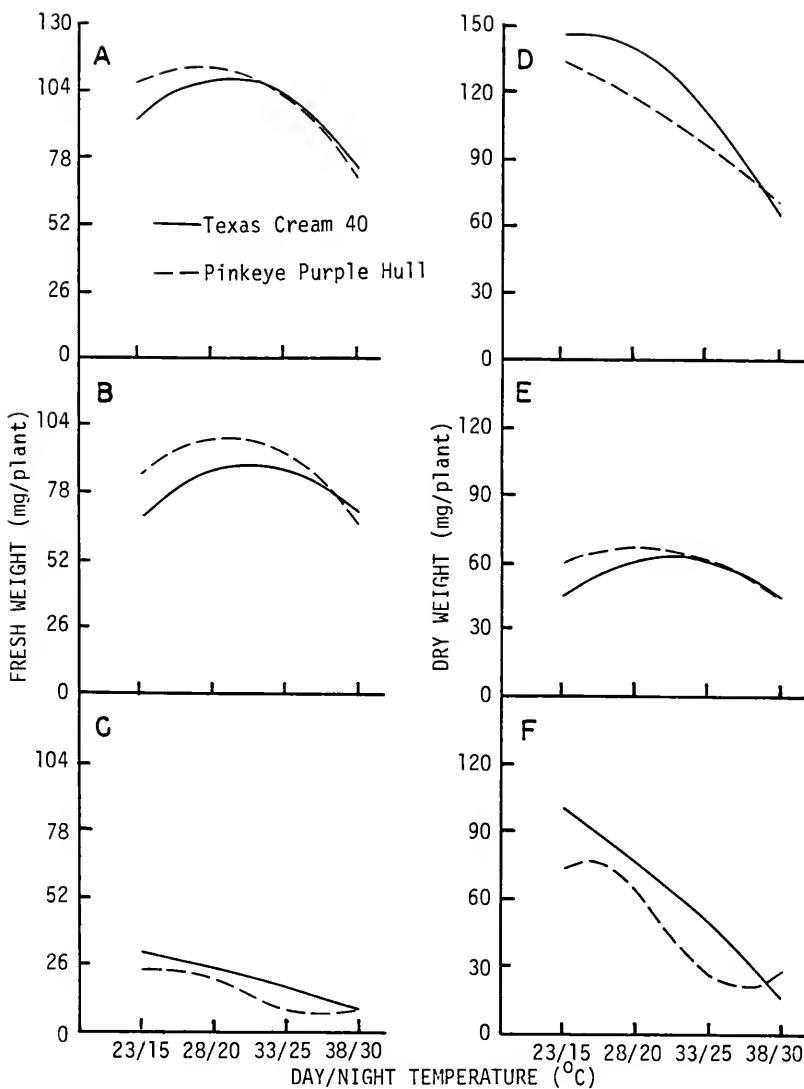 A
130
104
78
52
26
0
Texas Cream 40
Pinkeye Purple Hull
D
150
120
90
60
30
0
B
104
78
52
26
0
E
120
90
60
30
0
C
104
78
52
26
0
F
120
90
60
30
0
FRESH WEIGHT (mg/plant)
DRY WEIGHT (mg/plant)
23/15 28/20 33/25 38/30
23/15 28/20 33/25 38/30
DAY/NIGHT TEMPERATURE (°C)